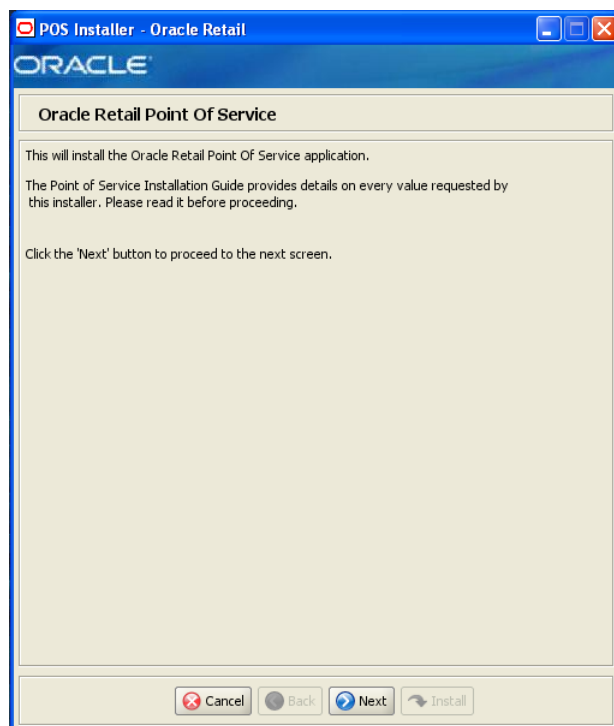 POS Installer - Oracle Retail
ORACLE
Oracle Retail Point Of Service
This will install the Oracle Retail Point Of Service application.
The Point of Service Installation Guide provides details on every value requested by
this installer. Please read it before proceeding.
Click the 'Next' button to proceed to the next screen.
Cancel Back Next Install